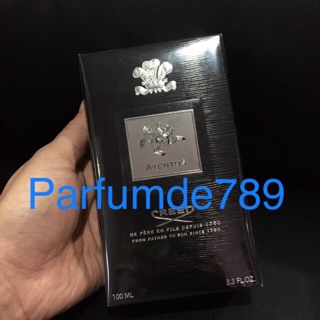 AVENTUS
Parfumde789
CREED
DE PÈRE EN FILS DEPUIS 1760
FROM FATHER TO SON SINCE 1760
3.3 FL.OZ.
100 ML